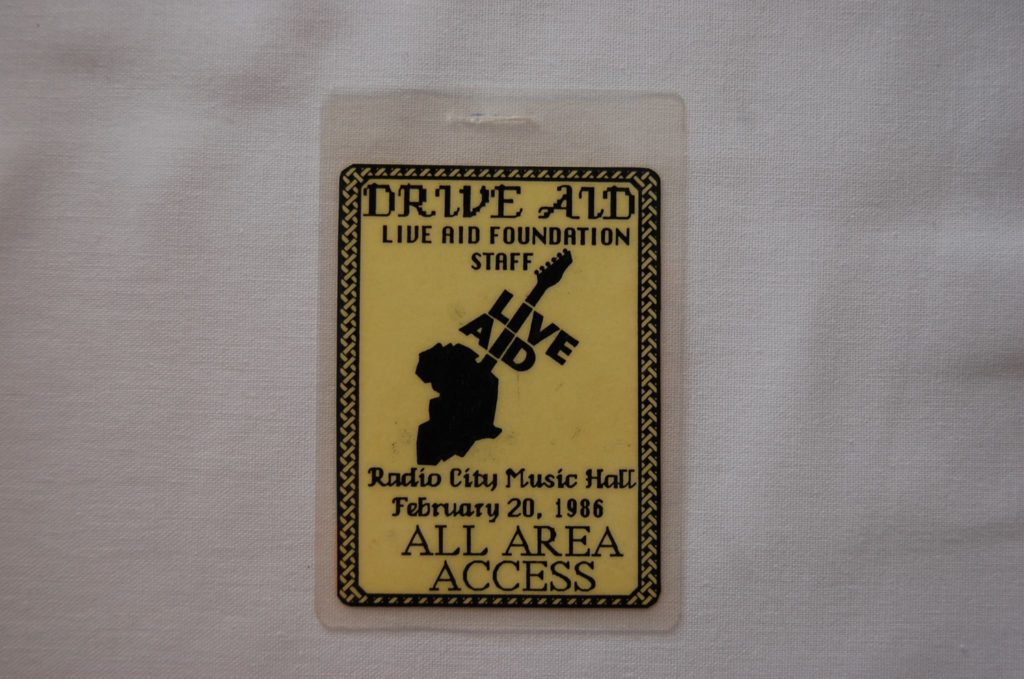 DRIVE AID
LIVE AID FOUNDATION
STAFF
LIVE
AID
Radio City Music Hall
February 20, 1986
ALL AREA
ACCESS